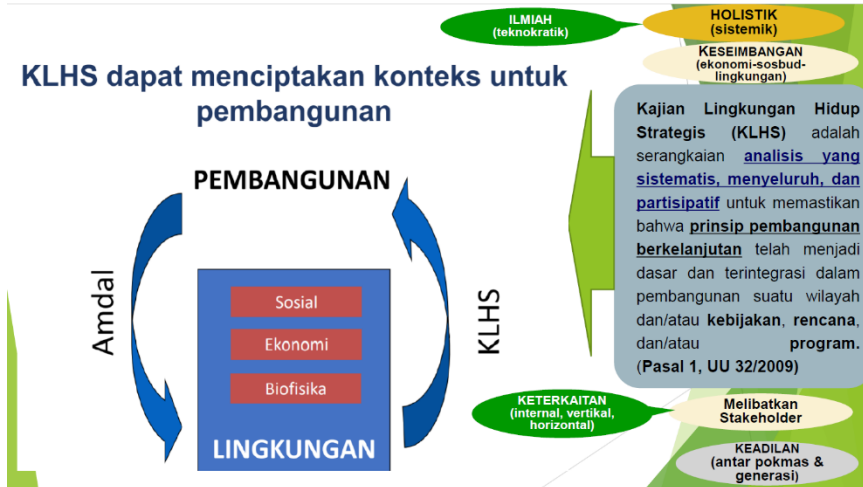 ILMIAH
(teknokratik)
HOLISTIK
(sistemik)
KESEIMBANGAN
(ekonomi-sosbud-
lingkungan)
KLHS dapat menciptakan konteks untuk
pembangunan
PEMBANGUNAN
Amdal
Sosial
Ekonomi
Biofisika
LINGKUNGAN
KLHS
Kajian Lingkungan Hidup
Strategis (KLHS) adalah
serangkaian analisis yang
sistematis, menyeluruh, dan
partisipatif untuk memastikan
bahwa prinsip pembangunan
berkelanjutan telah menjadi
dasar dan terintegrasi dalam
pembangunan suatu wilayah
dan/atau kebijakan, rencana,
dan/atau program.
(Pasal 1, UU 32/2009)
KETERKAITAN
(internal, vertikal,
horizontal)
Melibatkan
Stakeholder
KEADILAN
(antar pokmas &
generasi)